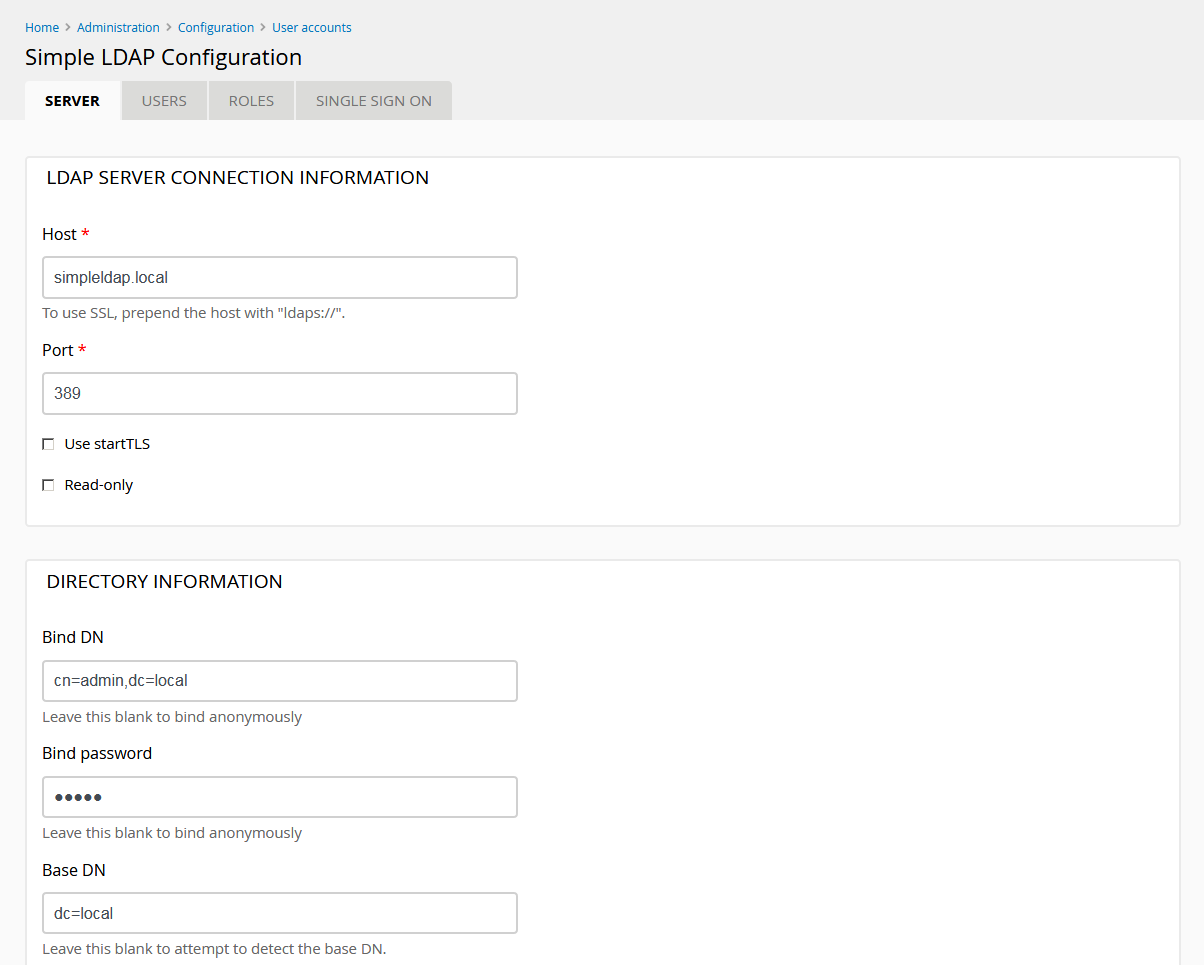 Home > Administration > Configuration > User accounts
Simple LDAP Configuration
SERVER USERS ROLES SINGLE SIGN ON
LDAP SERVER CONNECTION INFORMATION
Host *
simpleldap.local
To use SSL, prepend the host with "ldaps://".
Port *
389
Use startTLS
Read-only
DIRECTORY INFORMATION
Bind DN
cn=admin,dc=local
Leave this blank to bind anonymously
Bind password
•••••
Leave this blank to bind anonymously
Base DN
dc=local
Leave this blank to attempt to detect the base DN.